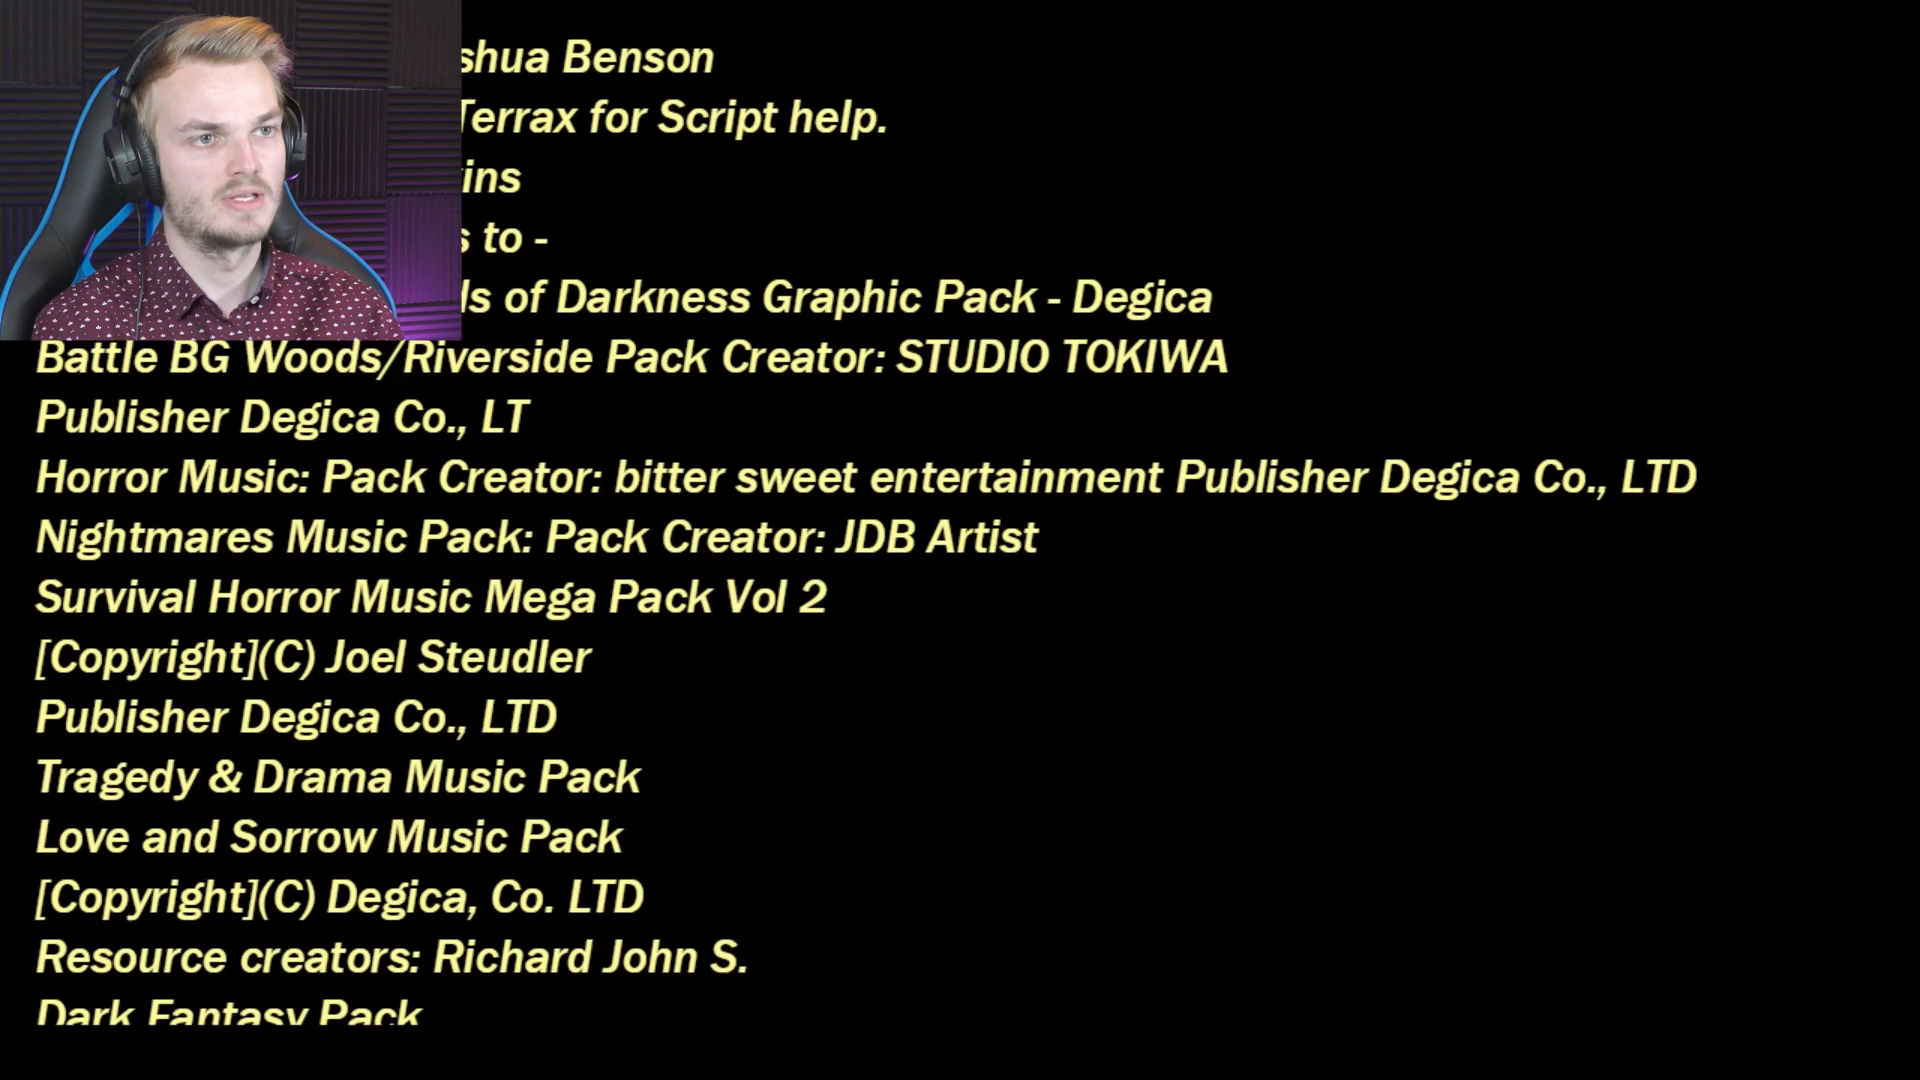 Benson
Terrax for Script help.
to -
of Darkness Graphic Pack - Degica
Battle BG Woods/Riverside Pack Creator: STUDIO TOKIWA
Publisher Degica Co., LT
Horror Music: Pack Creator: bitter sweet entertainment Publisher Degica Co., LTD
Nightmares Music Pack: Pack Creator: JDB Artist
Survival Horror Music Mega Pack Vol 2
[Copyright](C) Joel Steudler
Publisher Degica Co., LTD
Tragedy & Drama Music Pack
Love and Sorrow Music Pack
[Copyright](C) Degica, Co. LTD
Resource creators: Richard John S.
Dark Fantasy Pack